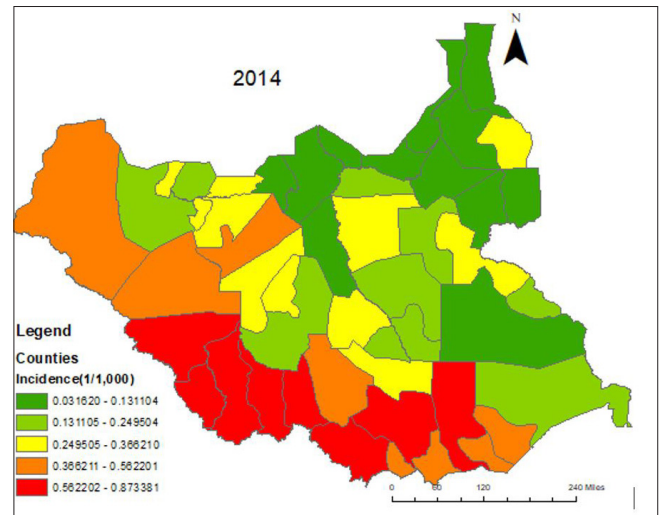 N
2014
Legend
Counties
Incidence(1/1,000)
0.031620 - 0.131104
0.131105 - 0.249504
0.249505 - 0.366210
0.366211 - 0.562201
0.562202 - 0.873381
0 60 120 240 Miles